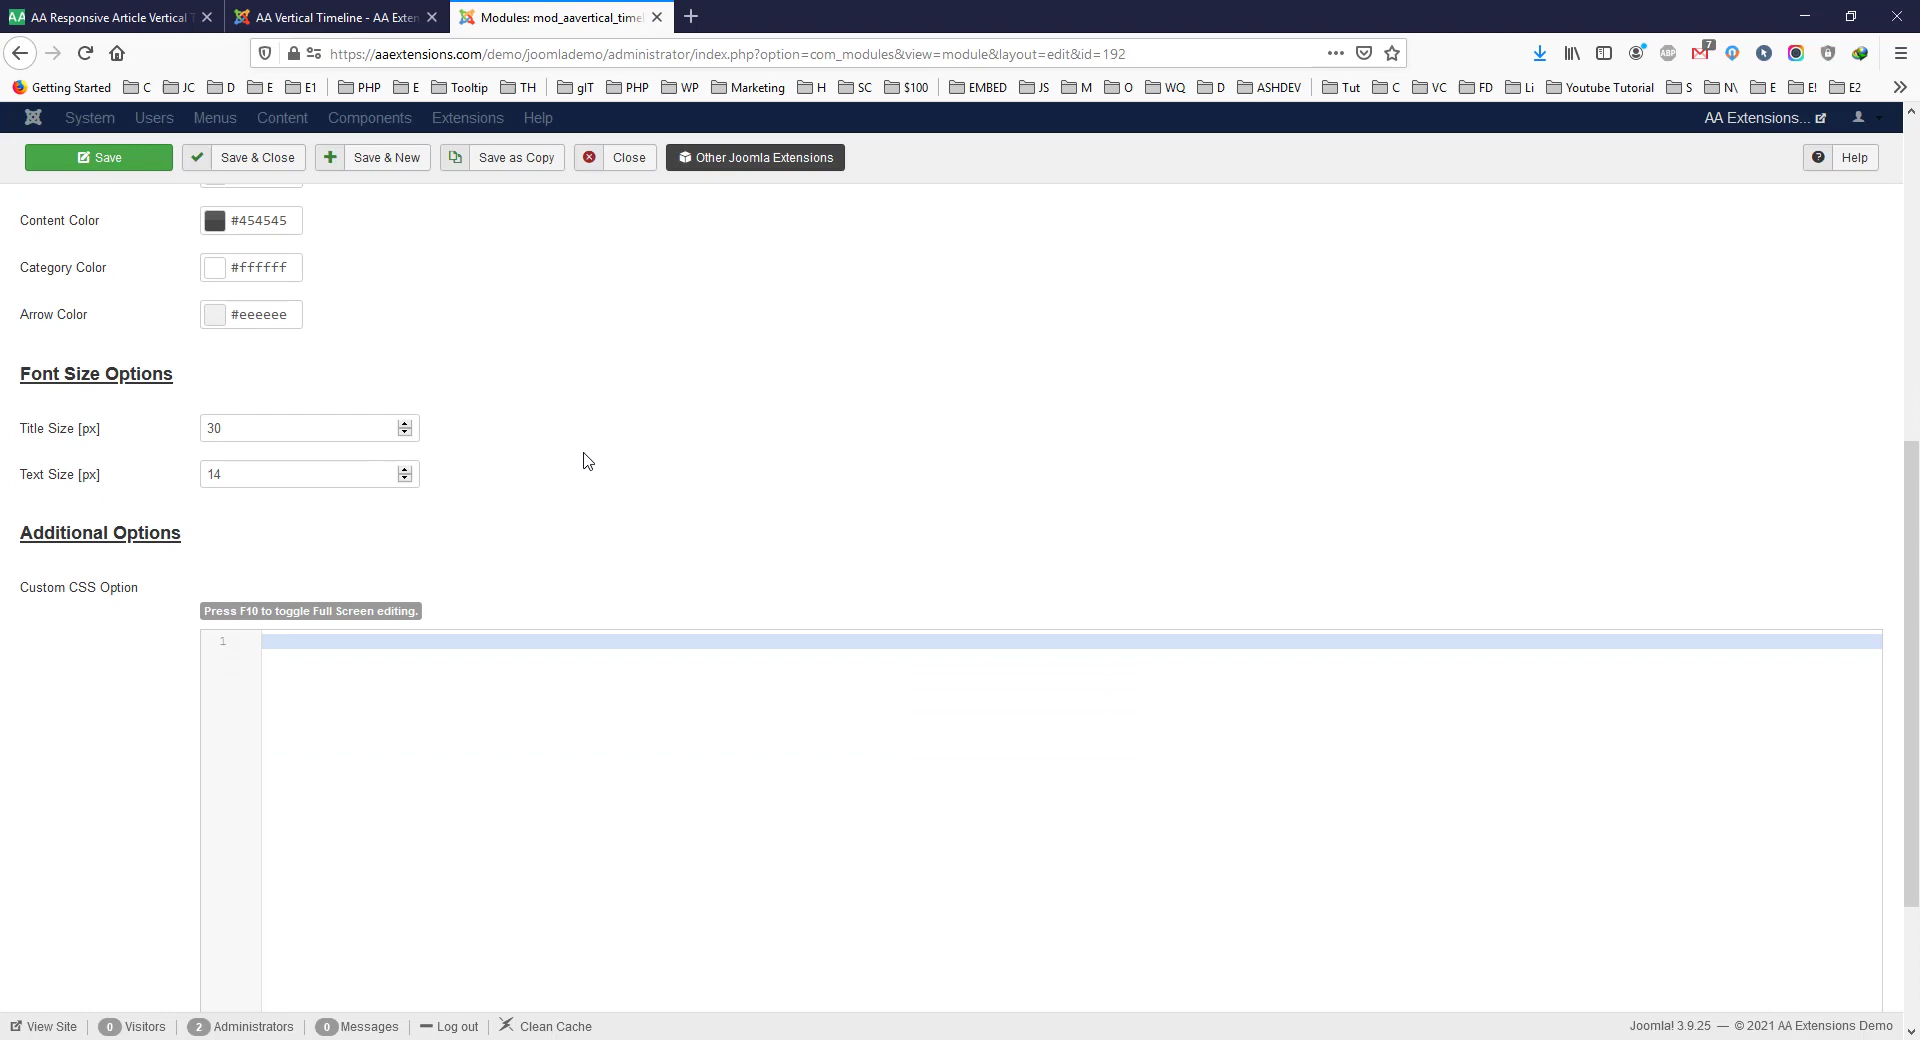 AA Responsive Article Vertical T
AA Vertical Timeline - AA Exten
Modules: mod_aavertical_timel
https://aaextensions.com/demo/joomlademo/administrator/index.php?option=com_modules&view=module&layout=edit&id=192
ABP
7
Getting Started C JC D E E1 PHP E Tooltip TH gIT PHP WP Marketing H SC $100 EMBED JS M O WQ D ASHDEV Tut C VC FD Li Youtube Tutorial S N\ E E! E2
System Users Menus Content Components Extensions Help
AA Extensions...
Save Save & Close Save & New Save as Copy Close Other Joomla Extensions Help
Content Color #454545
Category Color #ffffff
Arrow Color #eeeeee
Font Size Options
Title Size [px] 30
Text Size [px] 14
Additional Options
Custom CSS Option
Press F10 to toggle Full Screen editing.
1
View Site 0 Visitors 2 Administrators 0 Messages Log out Clean Cache
Joomla! 3.9.25 — © 2021 AA Extensions Demo